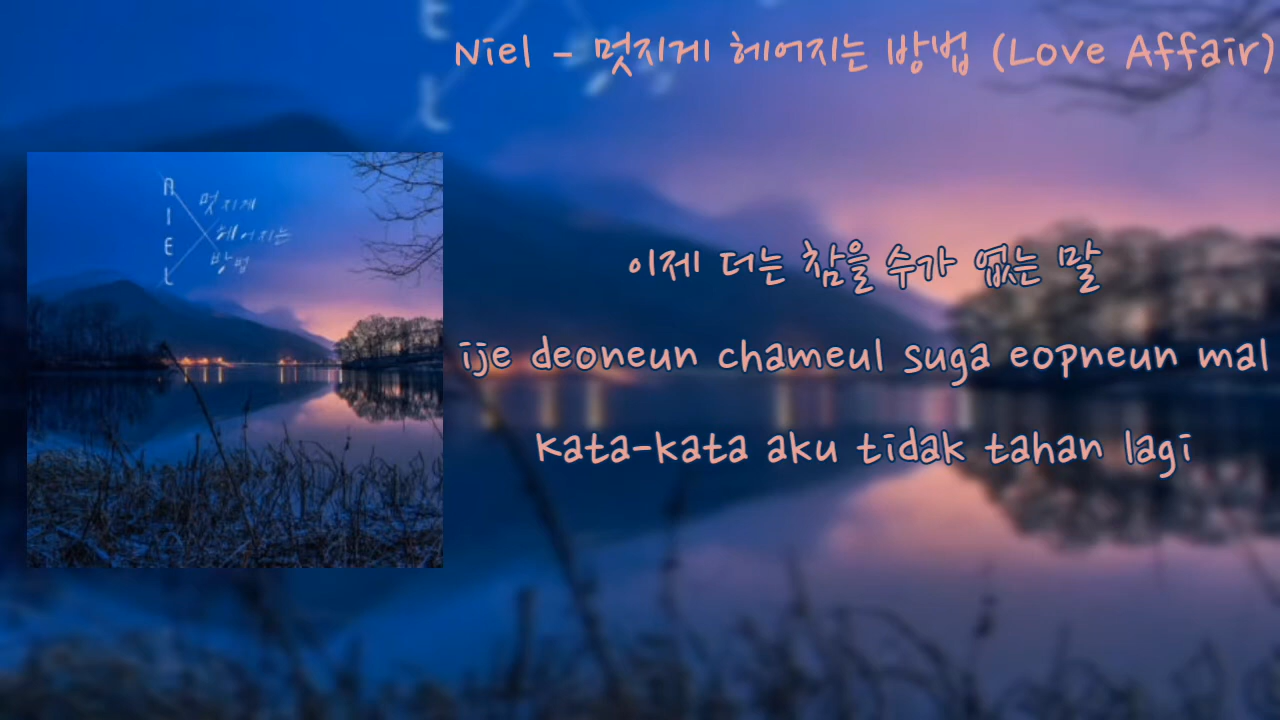 Niel - 멋지게 헤어지는 방법 (Love Affair)
NIEL
멋지게
헤어지는
방법
이제 더는 참을 수가 없는 말
ije deoneun chameul suga eopneun mal
kata-kata aku tidak tahan lagi